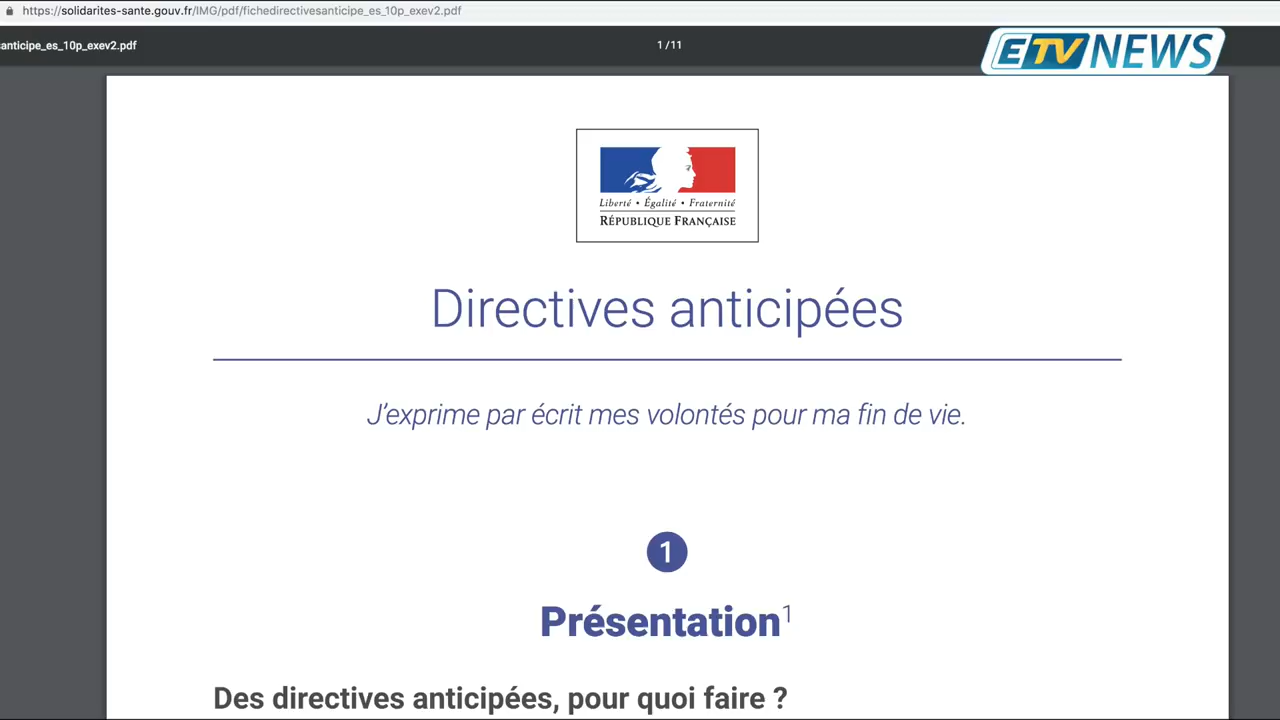 https://solidarites-sante.gouv.fr/IMG/pdf/fichedirectivesanticipe_es_10p_exev2.pdf
anticipe_es_10p_exev2.pdf
1 / 11
ETV NEWS
Liberté • Égalité • Fraternité
RÉPUBLIQUE FRANÇAISE
Directives anticipées
J’exprime par écrit mes volontés pour ma fin de vie.
1
Présentation1
Des directives anticipées, pour quoi faire ?